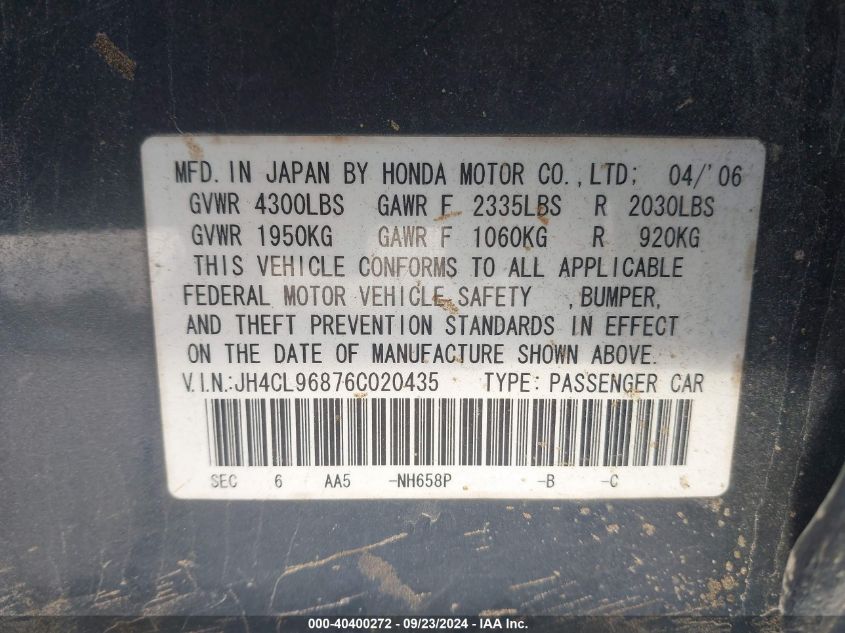 MFD. IN JAPAN BY HONDA MOTOR CO.,LTD; 04/'06
GVWR 4300LBS GAWR F 2335LBS R 2030LBS
GVWR 1950KG GAWR F 1060KG R 920KG
THIS VEHICLE CONFORMS TO ALL APPLICABLE
FEDERAL MOTOR VEHICLE SAFETY ,BUMPER,
AND THEFT PREVENTION STANDARDS IN EFFECT
ON THE DATE OF MANUFACTURE SHOWN ABOVE.
V.I.N.:JH4CL96876C020435 TYPE: PASSENGER CAR
SEC 6 AA5 -NH658P -B -C
000-40400272 - 09/23/2024 - IAAI, Inc.